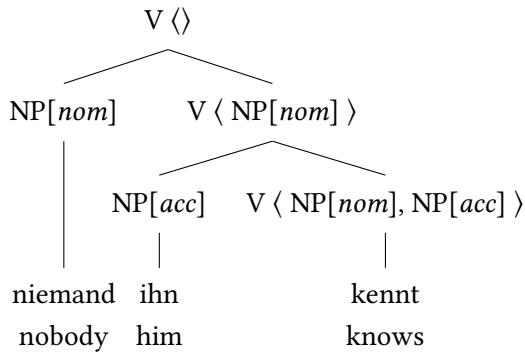 V ⟨⟩
NP[nom] V ⟨ NP[nom] ⟩
NP[acc] V ⟨ NP[nom], NP[acc] ⟩
niemand ihn kennt
nobody him knows